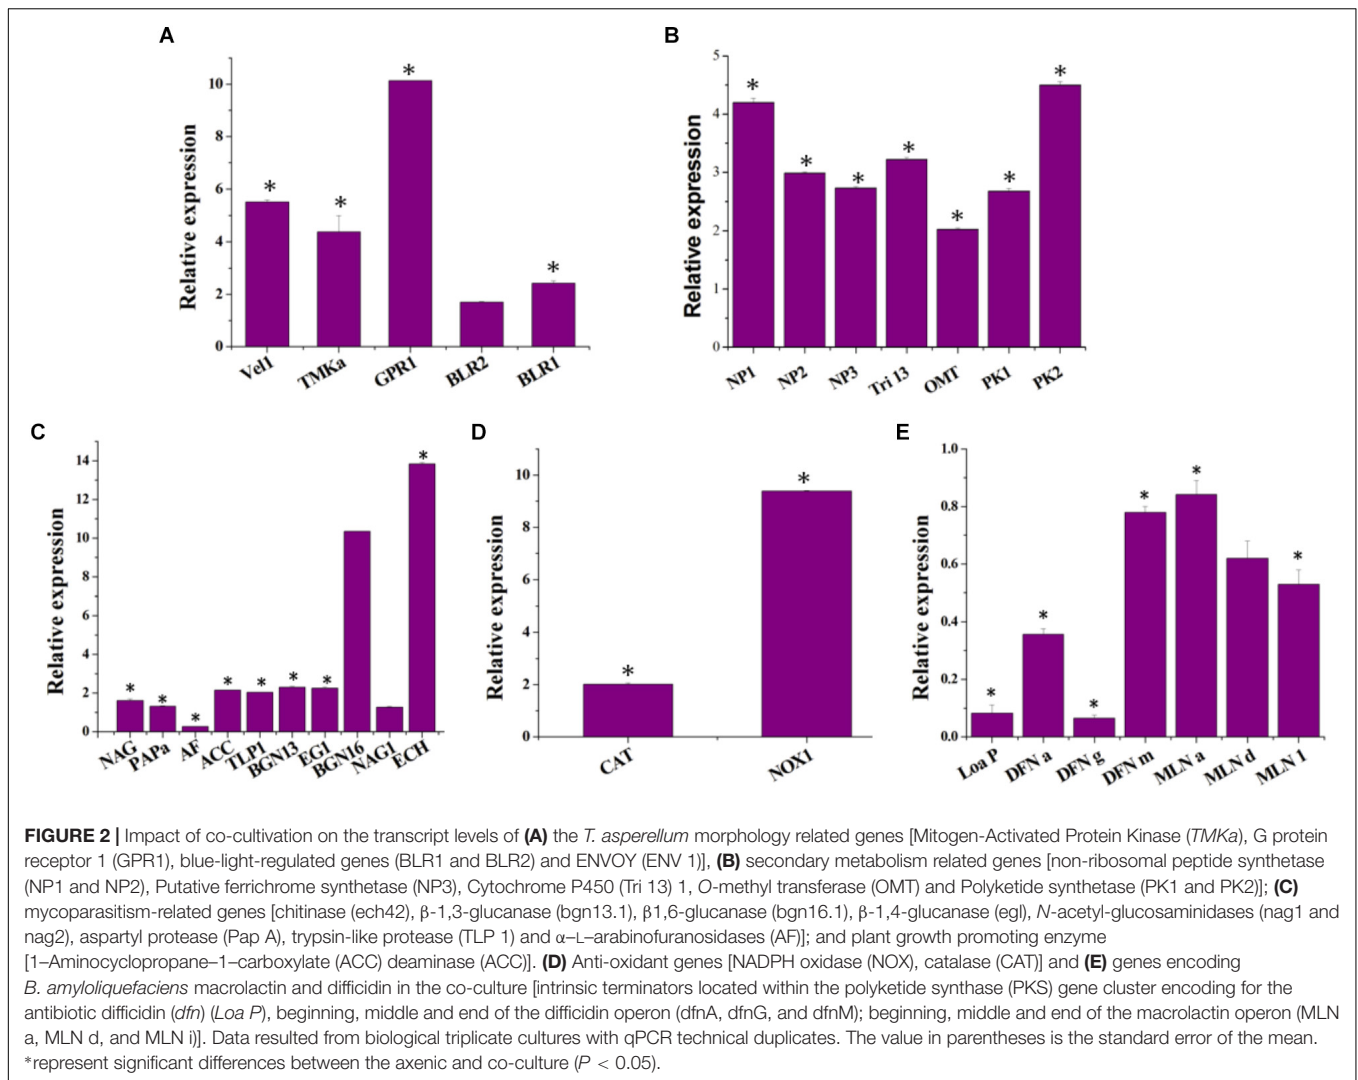 A
Relative expression
10
8
6
4
2
0
*
*
*
*
Vel1
TMKa
GPR1
BLR2
BLR1
B
Relative expression
5
4
3
2
1
0
*
*
*
*
*
*
*
NP1
NP2
NP3
Tri 13
OMT
PK1
PK2
C
Relative expression
14
12
10
8
6
4
2
0
*
*
*
*
*
*
*
*
NAG
PAPa
AF
ACC
TLP1
BGN13
EG1
BGN16
NAG1
ECH
D
Relative expression
10
8
6
4
2
0
*
*
CAT
NOX1
E
Relative expression
1.0
0.8
0.6
0.4
0.2
0.0
*
*
*
*
*
*
Loa P
DFN a
DFN g
DFN m
MLN a
MLN d
MLN 1
FIGURE 2 | Impact of co-cultivation on the transcript levels of (A) the T. asperellum morphology related genes [Mitogen-Activated Protein Kinase (TMKa), G protein
receptor 1 (GPR1), blue-light-regulated genes (BLR1 and BLR2) and ENVOY (ENV 1)], (B) secondary metabolism related genes [non-ribosomal peptide synthetase
(NP1 and NP2), Putative ferrichrome synthetase (NP3), Cytochrome P450 (Tri 13) 1, O-methyl transferase (OMT) and Polyketide synthetase (PK1 and PK2)]; (C)
mycoparasitism-related genes [chitinase (ech42), β-1,3-glucanase (bgn13.1), β1,6-glucanase (bgn16.1), β-1,4-glucanase (egl), N-acetyl-glucosaminidases (nag1 and
nag2), aspartyl protease (Pap A), trypsin-like protease (TLP 1) and α–L–arabinofuranosidases (AF)]; and plant growth promoting enzyme
[1–Aminocyclopropane–1–carboxylate (ACC) deaminase (ACC)]. (D) Anti-oxidant genes [NADPH oxidase (NOX), catalase (CAT)] and (E) genes encoding
B. amyloliquefaciens macrolactin and difficidin in the co-culture [intrinsic terminators located within the polyketide synthase (PKS) gene cluster encoding for the
antibiotic difficidin (dfn) (Loa P), beginning, middle and end of the difficidin operon (dfnA, dfnG, and dfnM); beginning, middle and end of the macrolactin operon (MLN
a, MLN d, and MLN i)]. Data resulted from biological triplicate cultures with qPCR technical duplicates. The value in parentheses is the standard error of the mean.
*represent significant differences between the axenic and co-culture (P < 0.05).